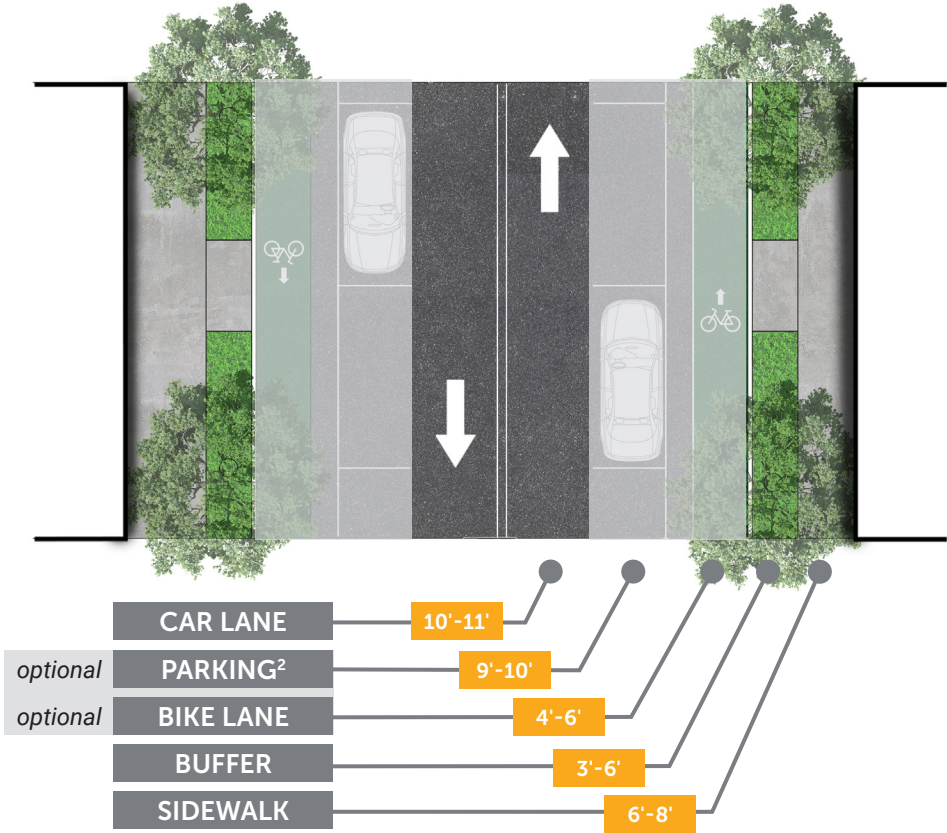 CAR LANE 10'-11'
optional PARKING² 9'-10'
optional BIKE LANE 4'-6'
BUFFER 3'-6'
SIDEWALK 6'-8'